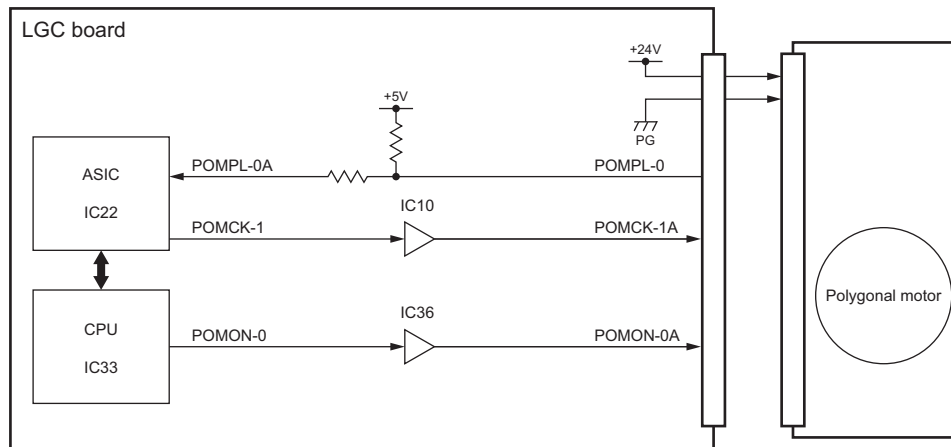 LGC board
+24V
+5V
PG
ASIC
IC22
POMPL-0A
POMPL-0
POMCK-1
IC10
POMCK-1A
CPU
IC33
POMON-0
IC36
POMON-0A
Polygonal motor